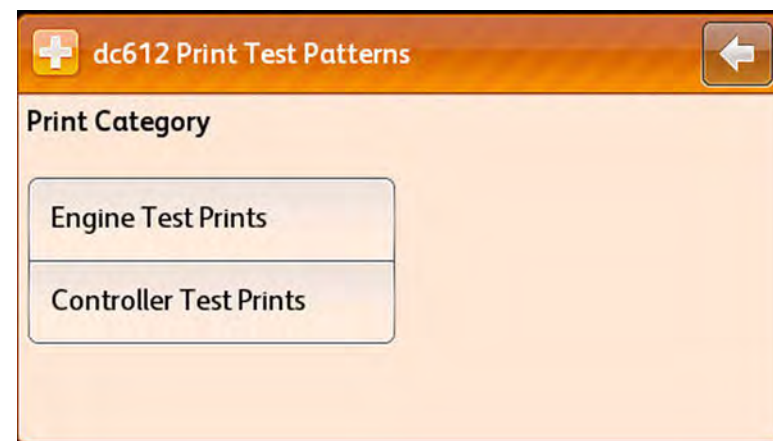 dc612 Print Test Patterns
Print Category
Engine Test Prints
Controller Test Prints